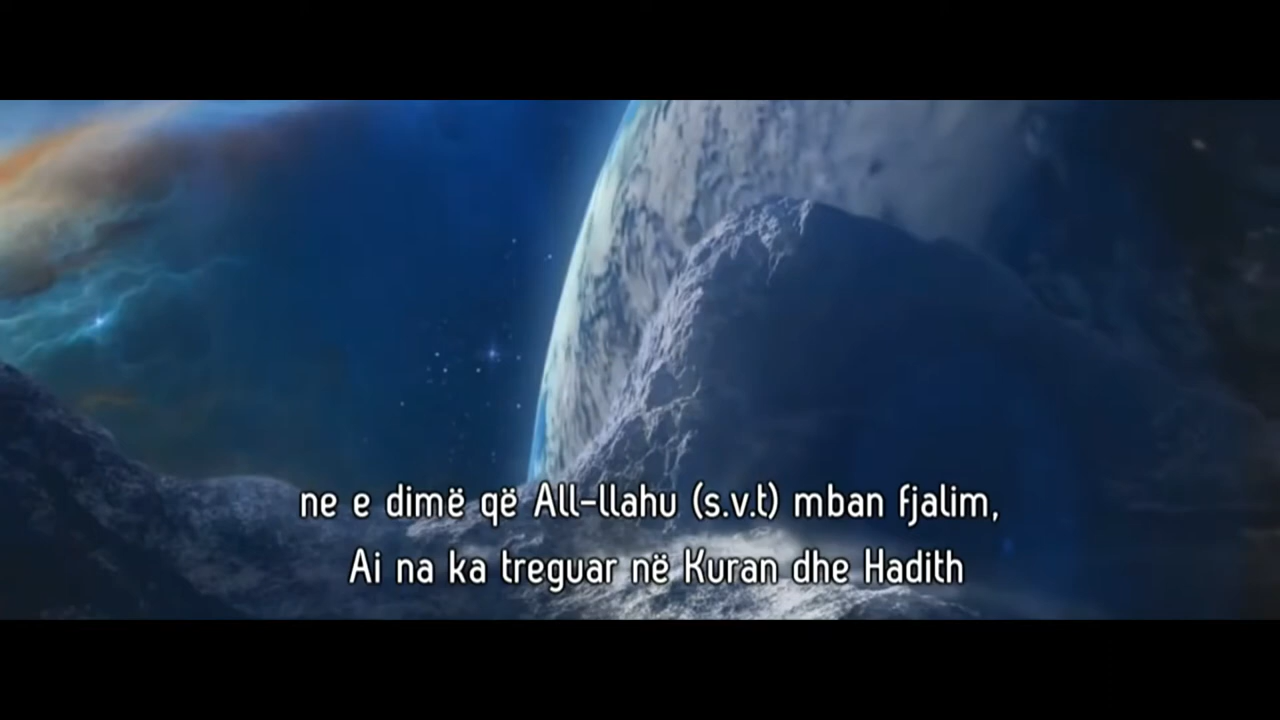 ne e dimë që All-llahu (s.v.t) mban fjalim,
Ai na ka treguar në Kuran dhe Hadith